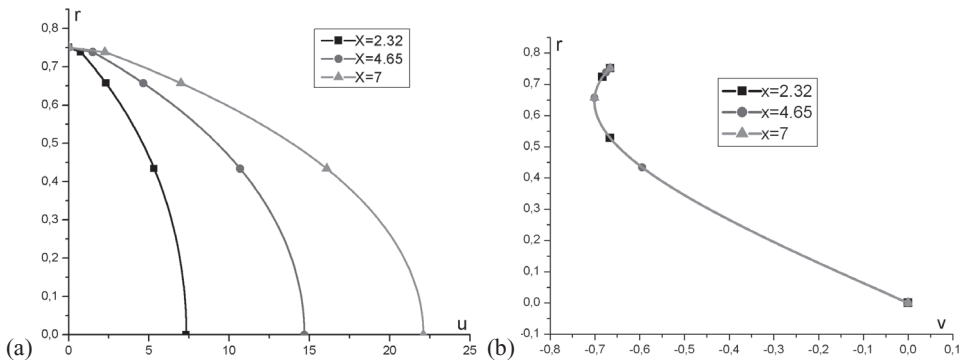 r
0,8
0,7
0,6
0,5
0,4
0,3
0,2
0,1
0,0
0 5 10 15 20 25
u
X=2.32
X=4.65
X=7
(a)
r
0,8
0,7
0,6
0,5
0,4
0,3
0,2
0,1
0,0
-0,1
-0,8 -0,7 -0,6 -0,5 -0,4 -0,3 -0,2 -0,1 0,0 0,1
v
x=2.32
x=4.65
x=7
(b)